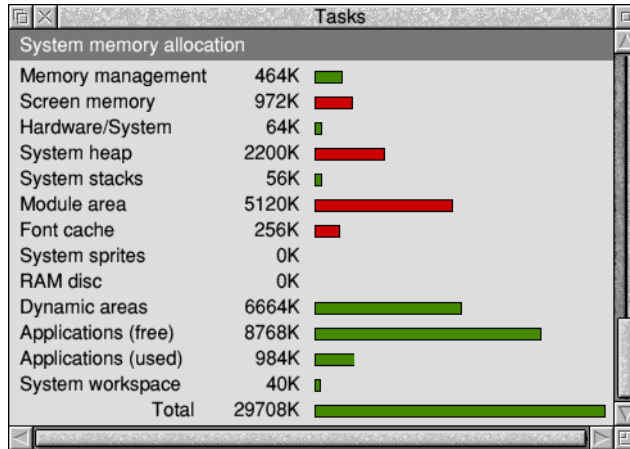 Tasks
System memory allocation
Memory management 464K
Screen memory 972K
Hardware/System 64K
System heap 2200K
System stacks 56K
Module area 5120K
Font cache 256K
System sprites 0K
RAM disc 0K
Dynamic areas 6664K
Applications (free) 8768K
Applications (used) 984K
System workspace 40K
Total 29708K